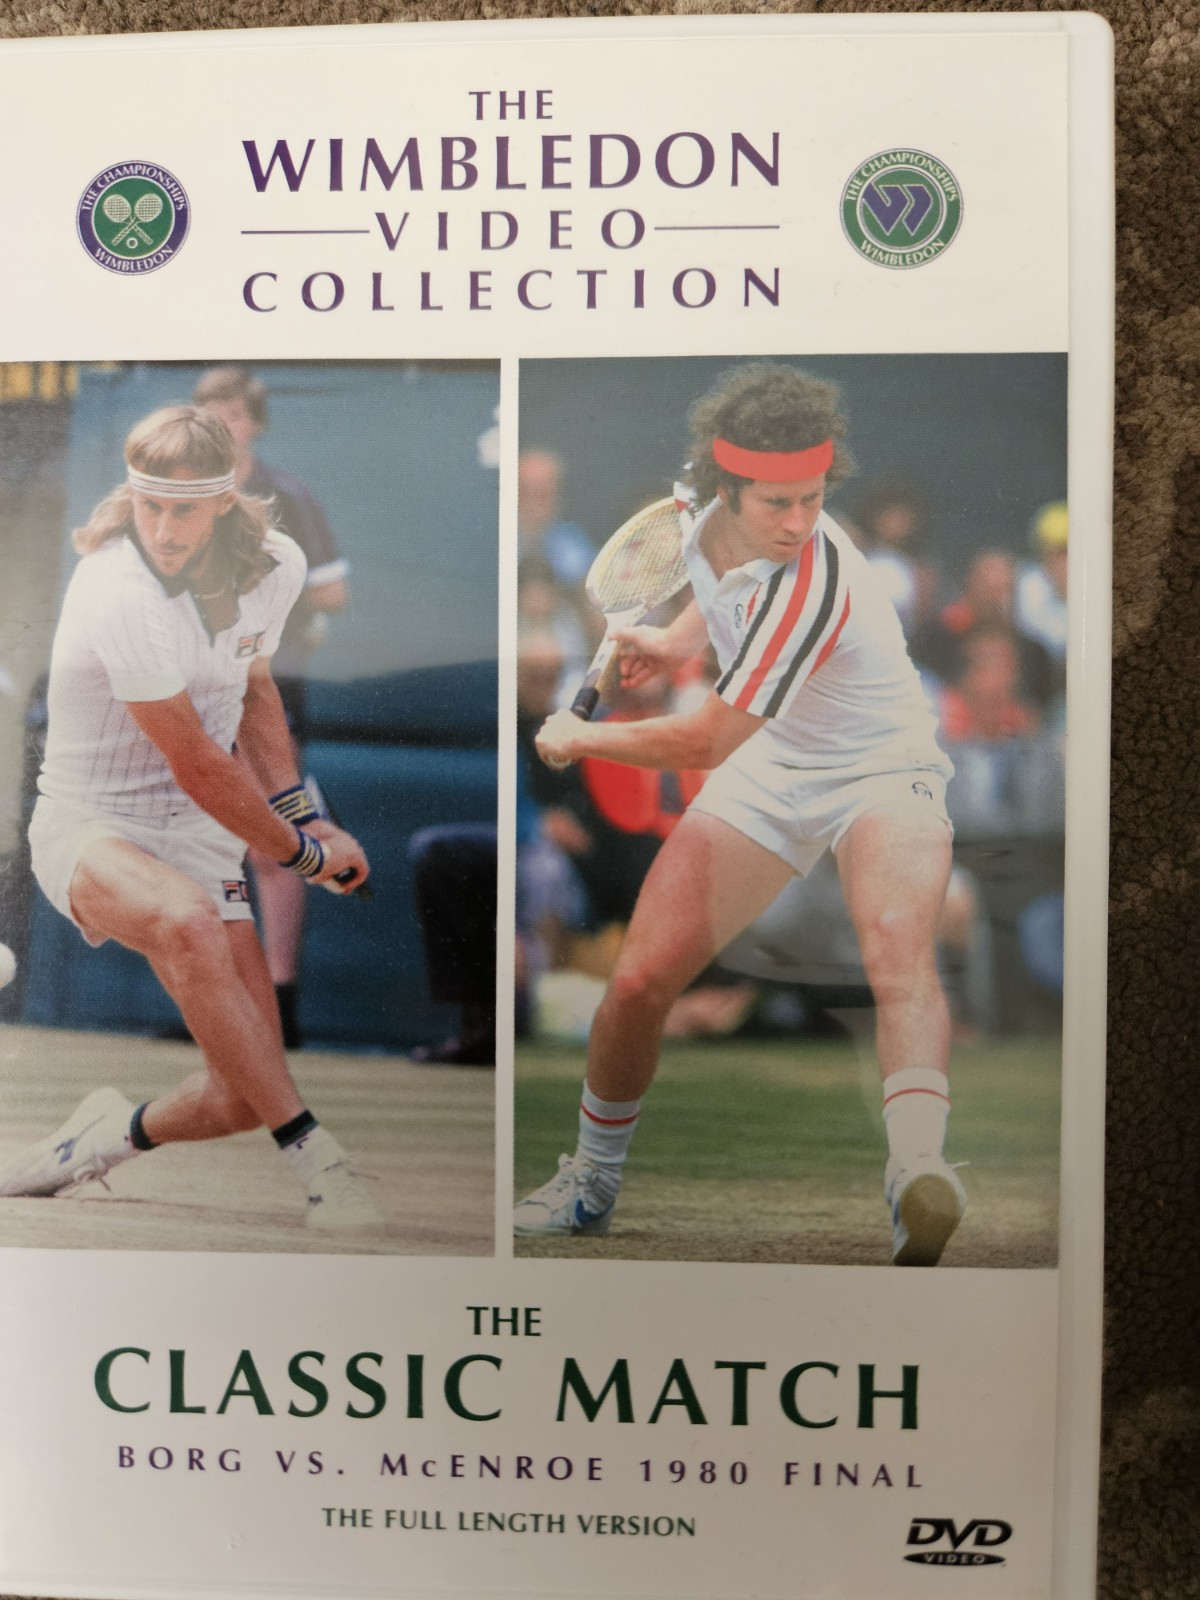 THE
WIMBLEDON
VIDEO
COLLECTION
THE CHAMPIONSHIPS
WIMBLEDON
THE CHAMPIONSHIPS
WIMBLEDON
THE
CLASSIC MATCH
BORG VS. McENROE 1980 FINAL
THE FULL LENGTH VERSION
DVD
VIDEO